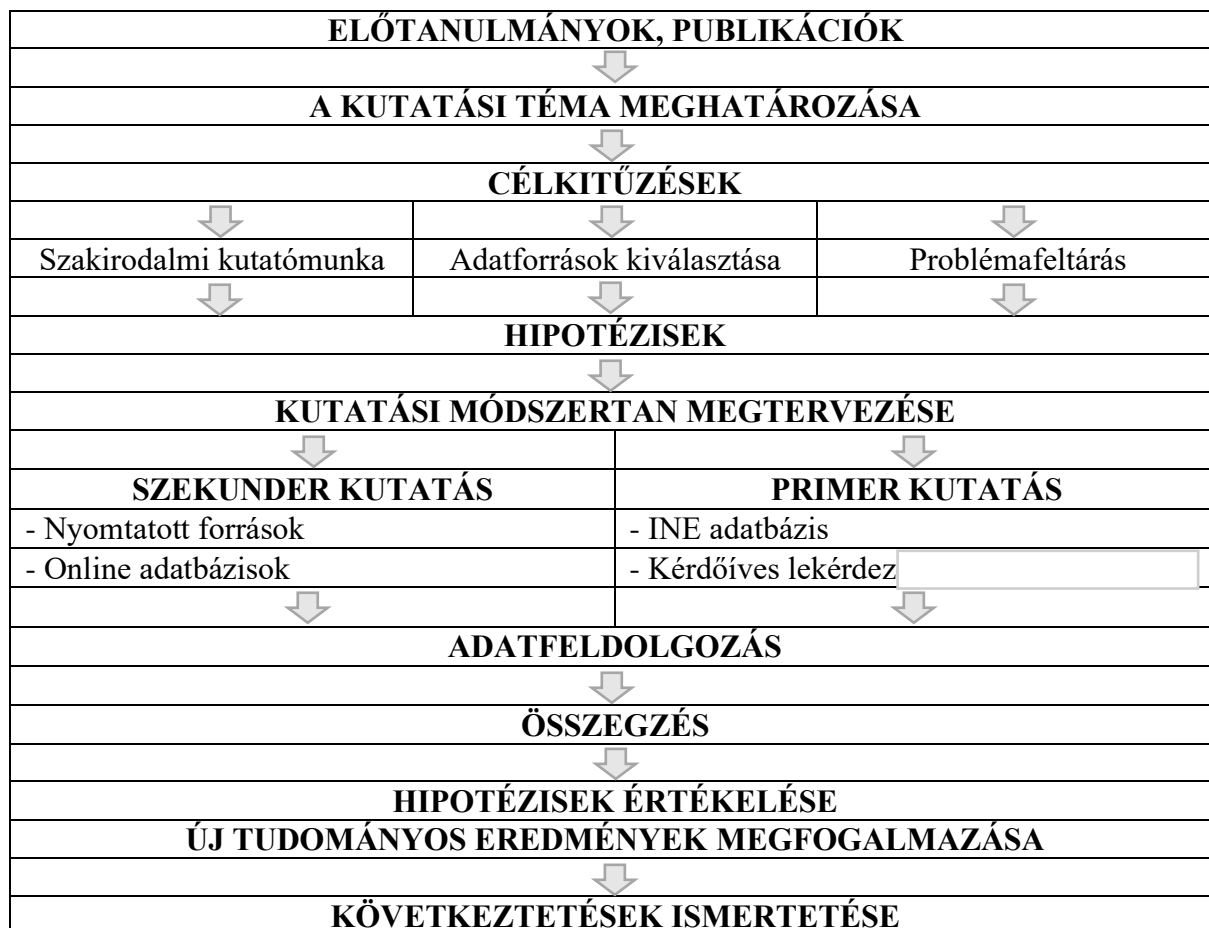 ELŐTANULMÁNYOK, PUBLIKÁCIÓK
A KUTATÁSI TÉMA MEGHATÁROZÁSA
CÉLKITŰZÉSEK
Szakirodalmi kutatómunka Adatforrások kiválasztása Problémafeltárás
HIPOTÉZISEK
KUTATÁSI MÓDSZERTAN MEGTERVEZÉSE
SZEKUNDER KUTATÁS PRIMER KUTATÁS
- Nyomtatott források - INE adatbázis
- Online adatbázisok - Kérdőíves lekérdez
ADATFELDOLGOZÁS
ÖSSZEGZÉS
HIPOTÉZISEK ÉRTÉKELÉSE
ÚJ TUDOMÁNYOS EREDMÉNYEK MEGFOGALMAZÁSA
KÖVETKEZTETÉSEK ISMERTETÉSE